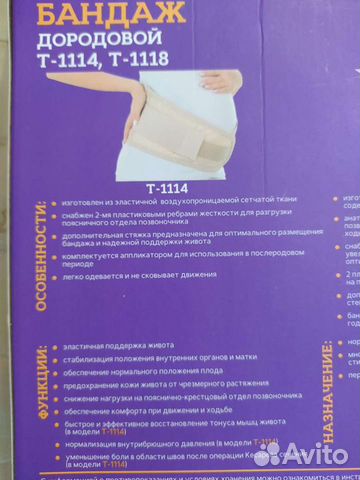 БАНДАЖ
ДОРОДОВОЙ
Т-1114, Т-1118
Т-1114
ОСОБЕННОСТИ:
изготовлен из эластичной воздухопроницаемой сетчатой ткани
снабжен 2-мя пластиковыми ребрами жесткости для разгрузки
поясничного отдела позвоночника
дополнительная стяжка предназначена для оптимального размещения
бандажа и надежной поддержки живота
комплектуется аппликатором для использования в послеродовом
периоде
легко одевается и не сковывает движения
ФУНКЦИИ:
эластичная поддержка живота
стабилизация положения внутренних органов и матки
обеспечение нормального положения плода
предохранение кожи живота от чрезмерного растяжения
снижение нагрузки на пояснично-крестцовый отдел позвоночника
обеспечение комфорта при движении и ходьбе
быстрое и эффективное восстановление тонуса мышц живота
(в модели Т-1114)
нормализация внутрибрюшного давления (в модели Т-1114)
уменьшение боли в области швов после операции Кесарево сечение
(в модели Т-1114)
НАЗНАЧЕНИЕ:
Avito